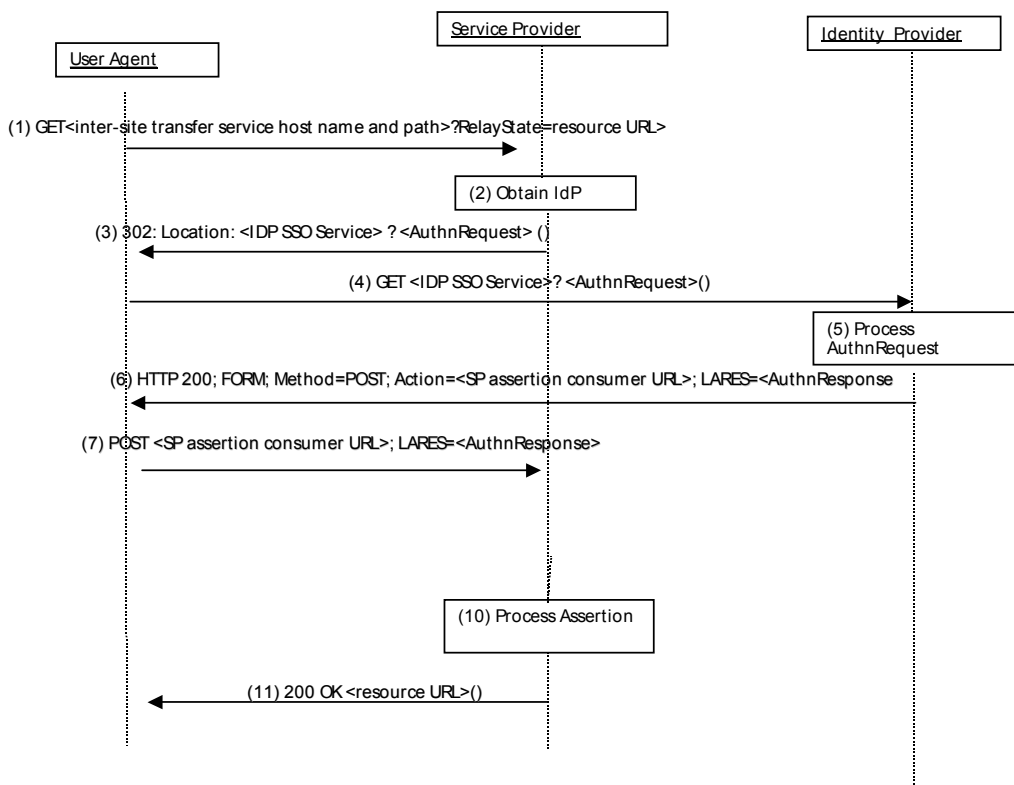 Service Provider
Identity Provider
User Agent
(1) GET<inter-site transfer service host name and path>?RelayState=resource URL>
(2) Obtain IdP
(3) 302: Location: <IDP SSO Service> ? <AuthnRequest> ()
(4) GET <IDP SSO Service>? <AuthnRequest>()
(5) Process
AuthnRequest
(6) HTTP 200; FORM; Method=POST; Action=<SP assertion consumer URL>; LARES=<AuthnResponse
(7) POST <SP assertion consumer URL>; LARES=<AuthnResponse>
(10) Process Assertion
(11) 200 OK <resource URL>()